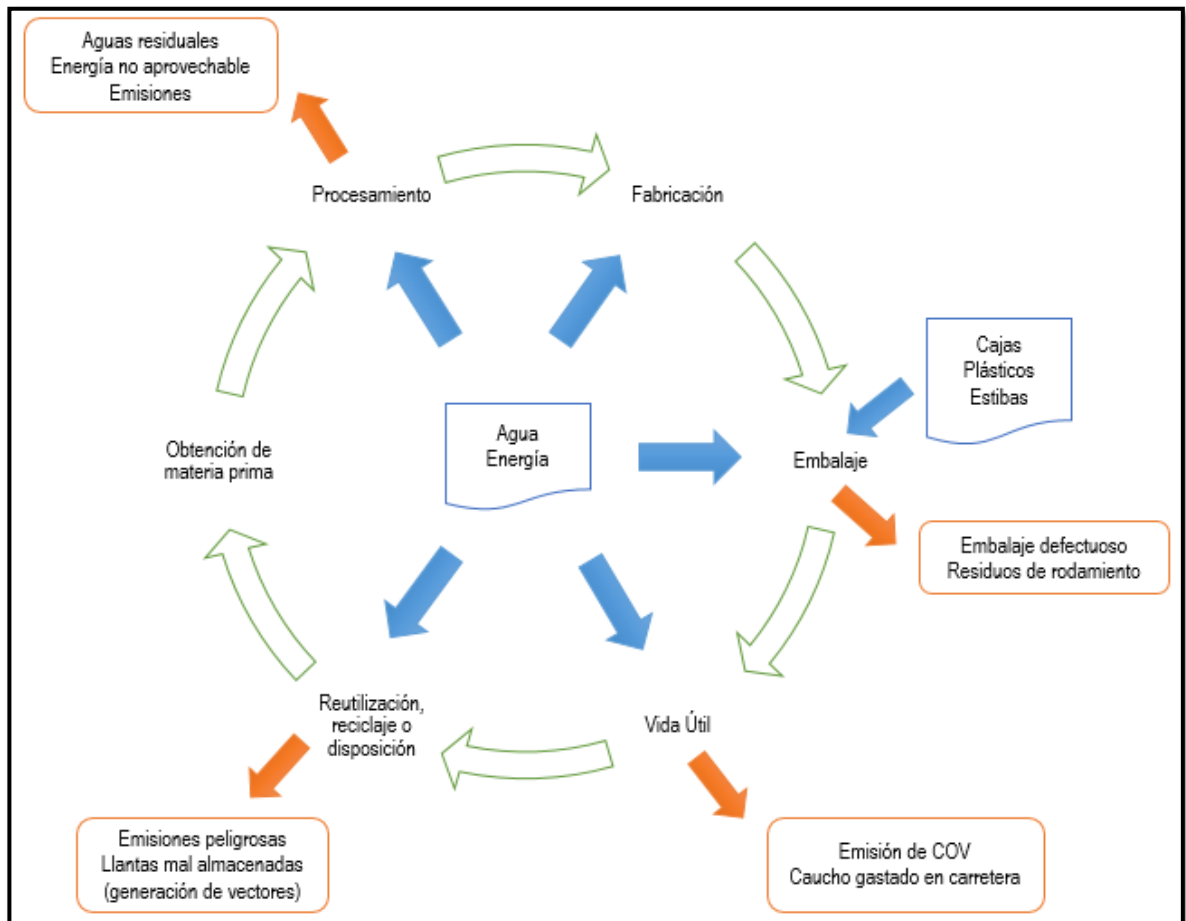 Aguas residuales
Energía no aprovechable
Emisiones
Procesamiento
Fabricación
Cajas
Plásticos
Estibas
Agua
Energía
Obtención de
materia prima
Embalaje
Embalaje defectuoso
Residuos de rodamiento
Reutilización,
reciclaje o
disposición
Vida Útil
Emisiones peligrosas
Llantas mal almacenadas
(generación de vectores)
Emisión de COV
Caucho gastado en carretera